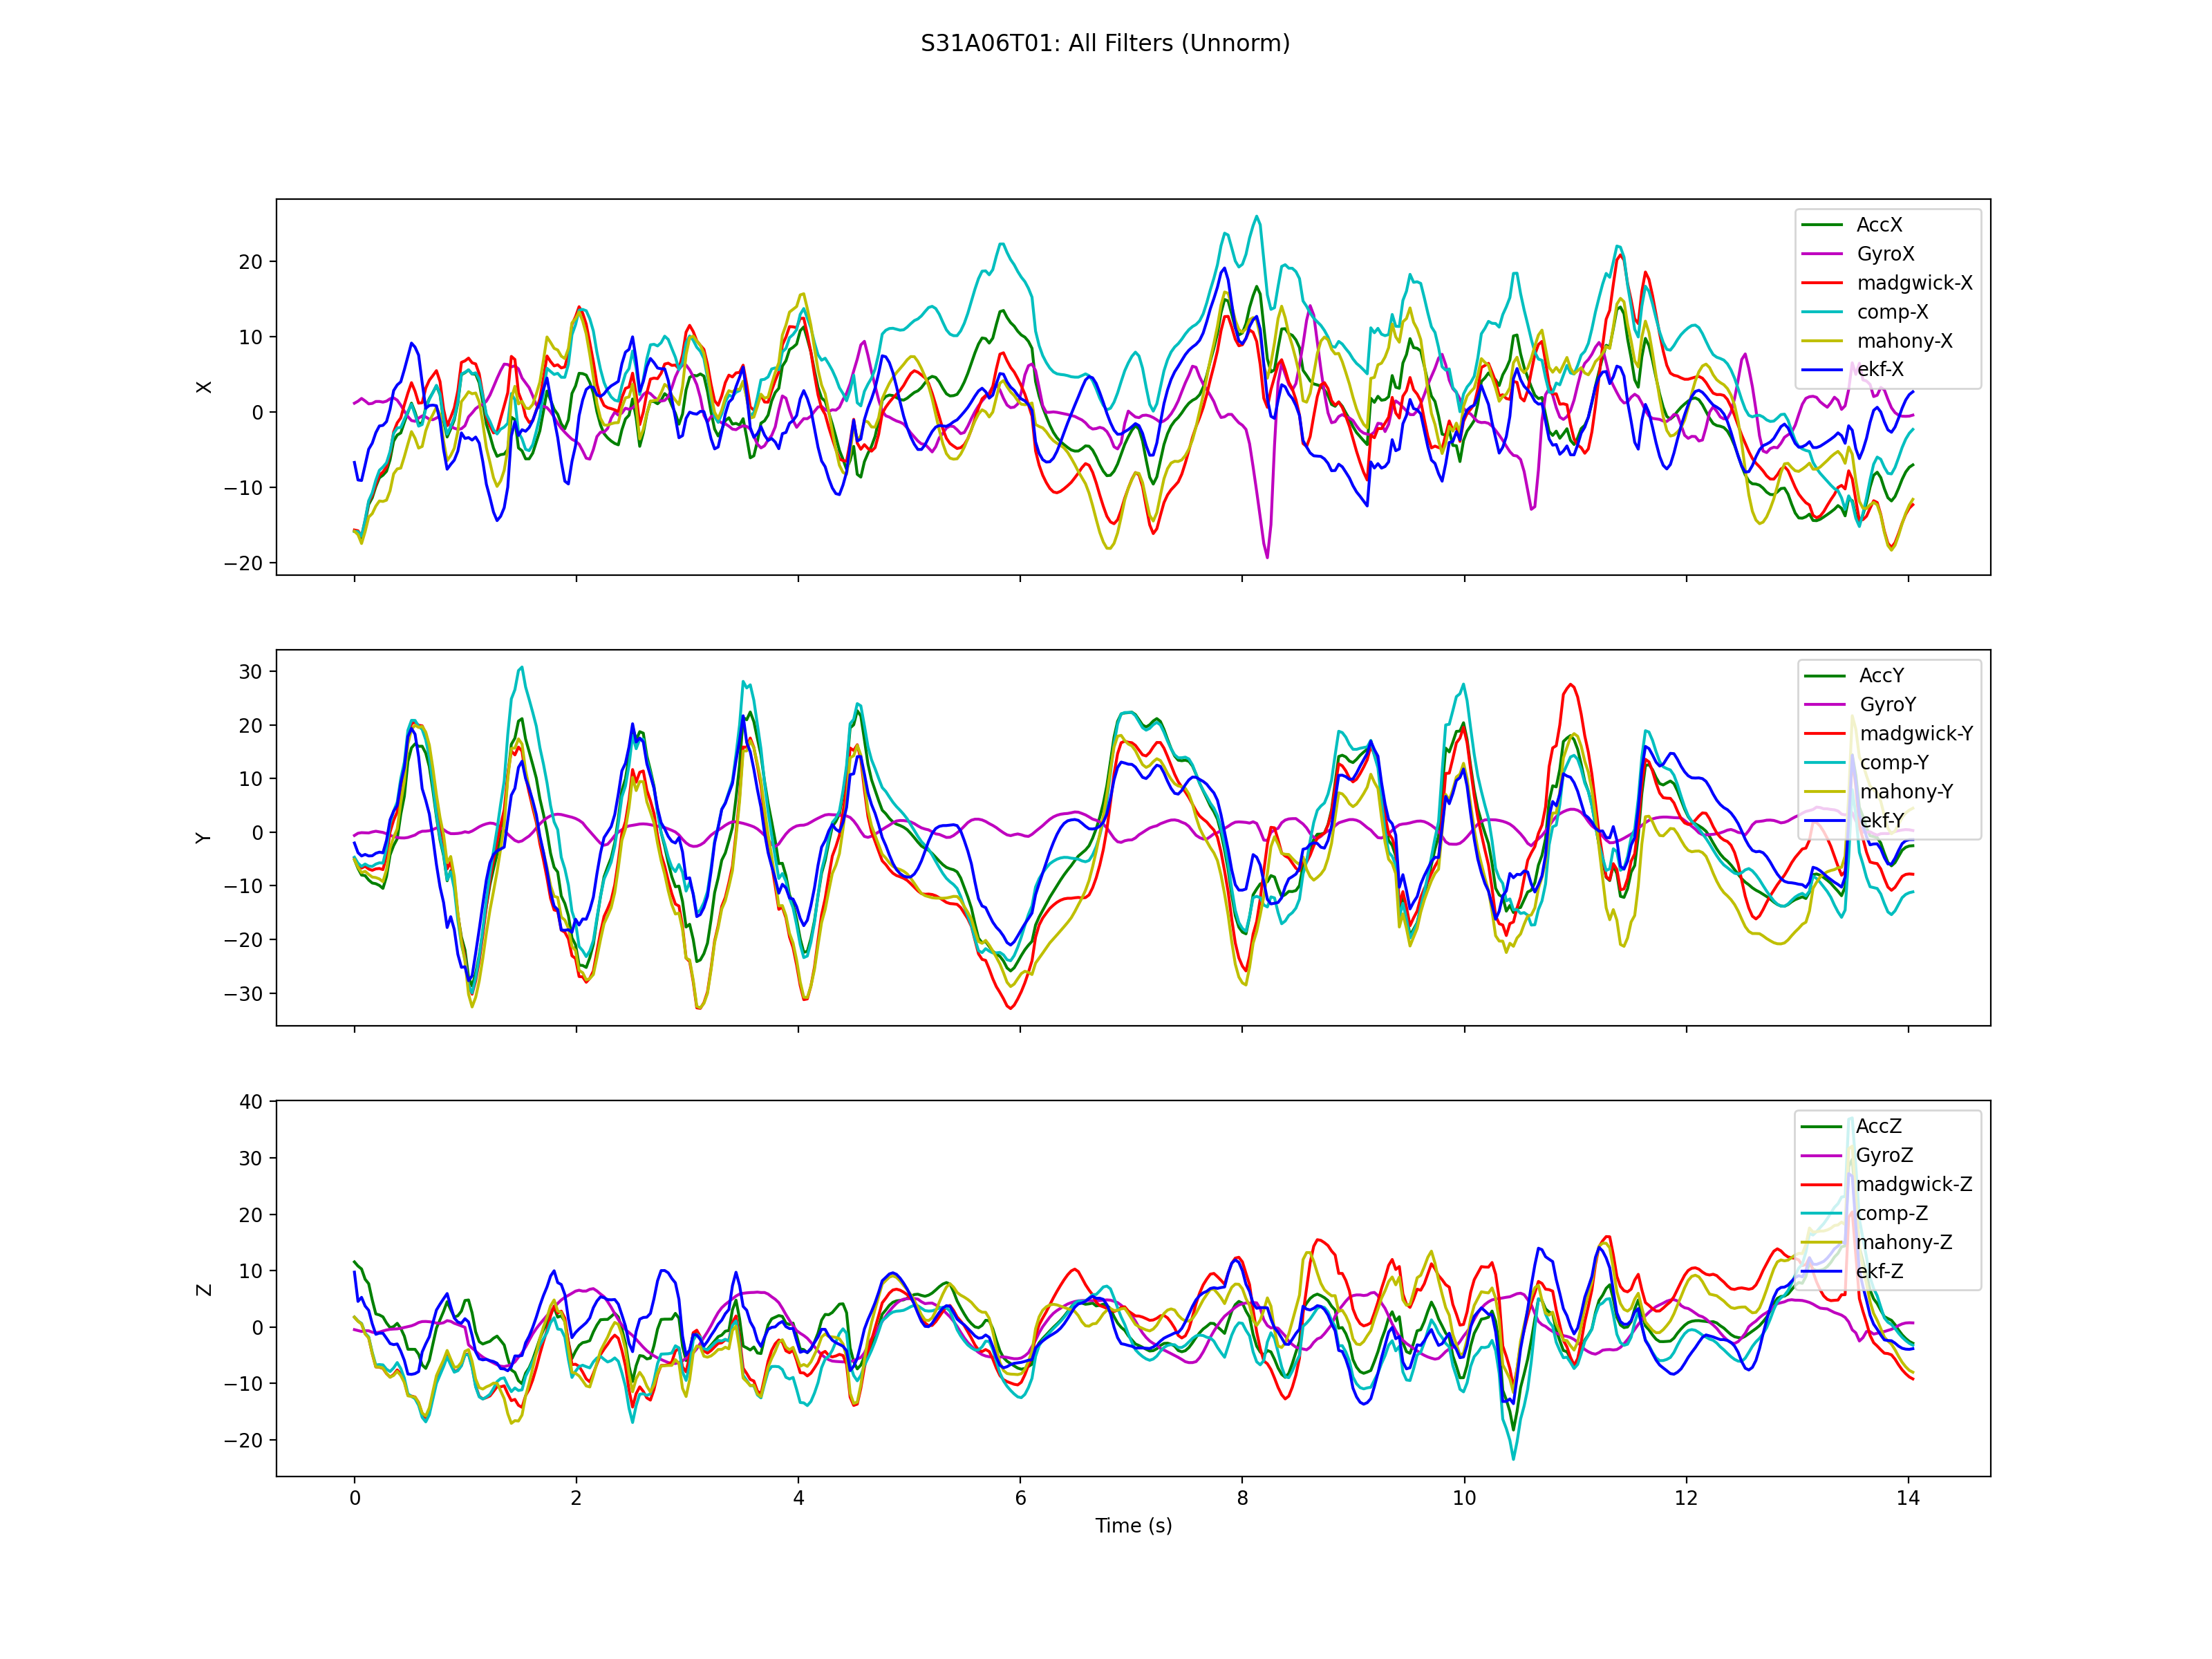 S31A06T01: All Filters (Unnorm)
X
20
10
0
−10
−20
AccX
GyroX
madgwick-X
comp-X
mahony-X
ekf-X
Y
30
20
10
0
−10
−20
−30
AccY
GyroY
madgwick-Y
comp-Y
mahony-Y
ekf-Y
Z
40
30
20
10
0
−10
−20
AccZ
GyroZ
madgwick-Z
comp-Z
mahony-Z
ekf-Z
0 2 4 6 8 10 12 14
Time (s)